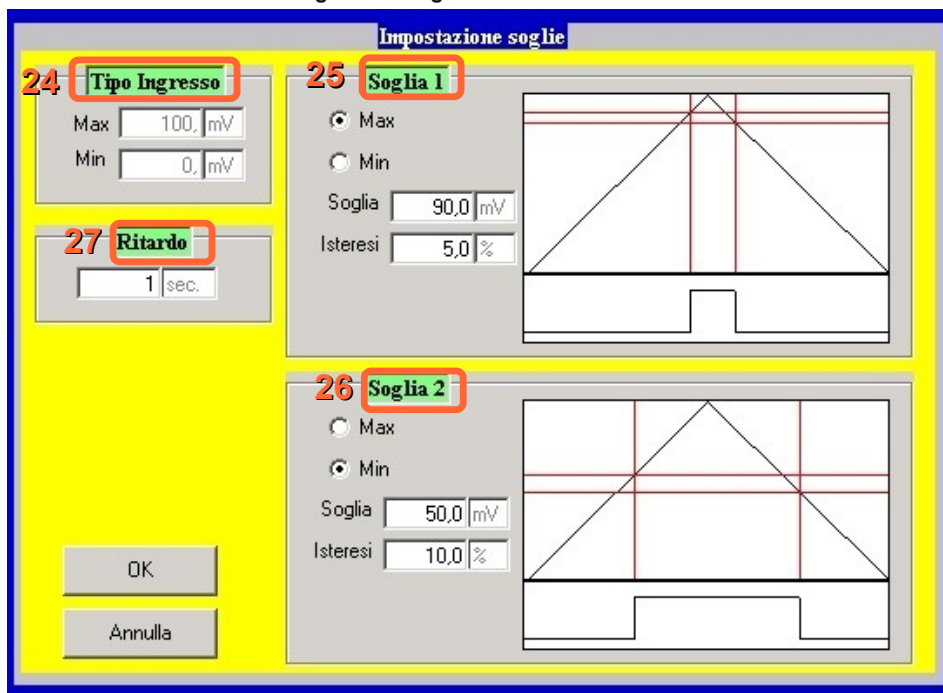 Impostazione soglie
24 Tipo Ingresso
Max 100, mV
Min 0, mV
27 Ritardo
1 sec.
25 Soglia 1
Max
Min
Soglia 90,0 mV
Isteresi 5,0 %
26 Soglia 2
Max
Min
Soglia 50,0 mV
Isteresi 10,0 %
OK
Annulla